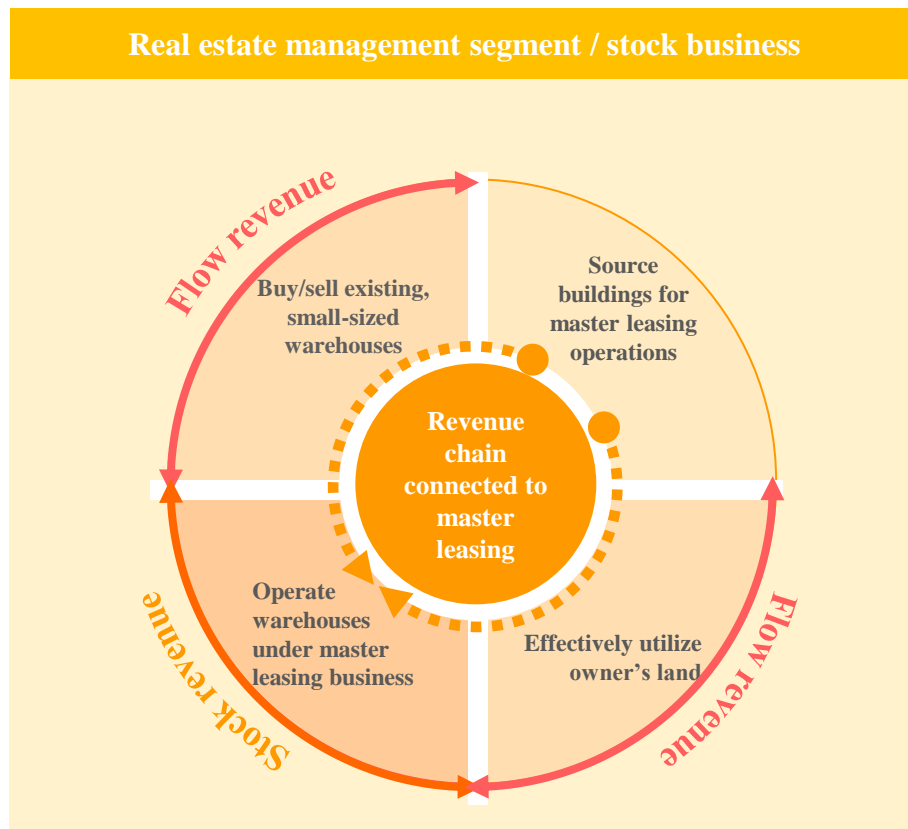 Real estate management segment / stock business
Flow revenue
Buy/sell existing,
small-sized
warehouses
Source
buildings for
master leasing
operations
Revenue
chain
connected to
master
leasing
Operate
warehouses
under master
leasing business
Effectively utilize
owner’s land
Stock revenue
Flow revenue